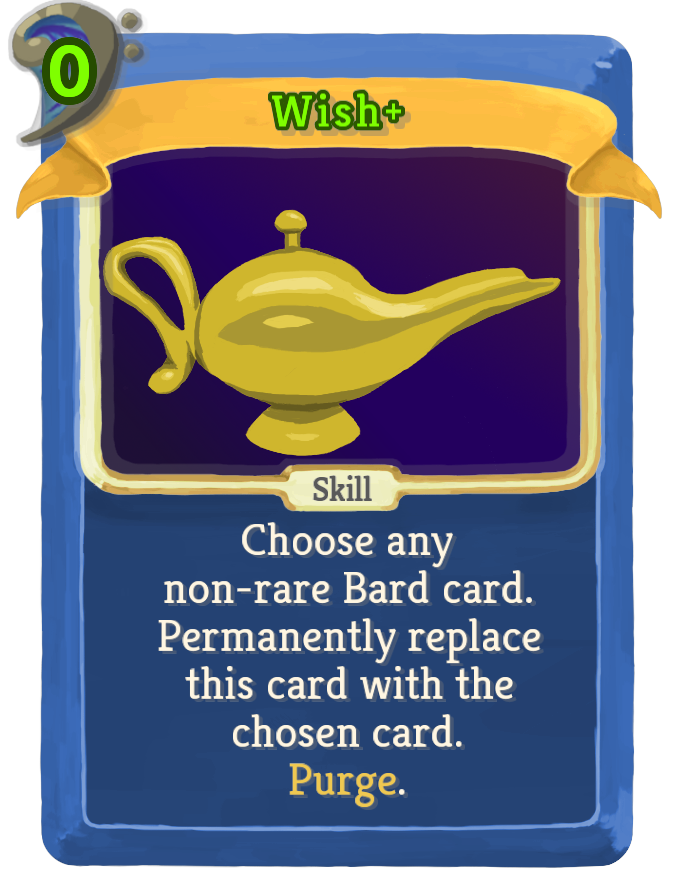 0
Wish+
Skill
Choose any
non-rare Bard card.
Permanently replace
this card with the
chosen card.
Purge.